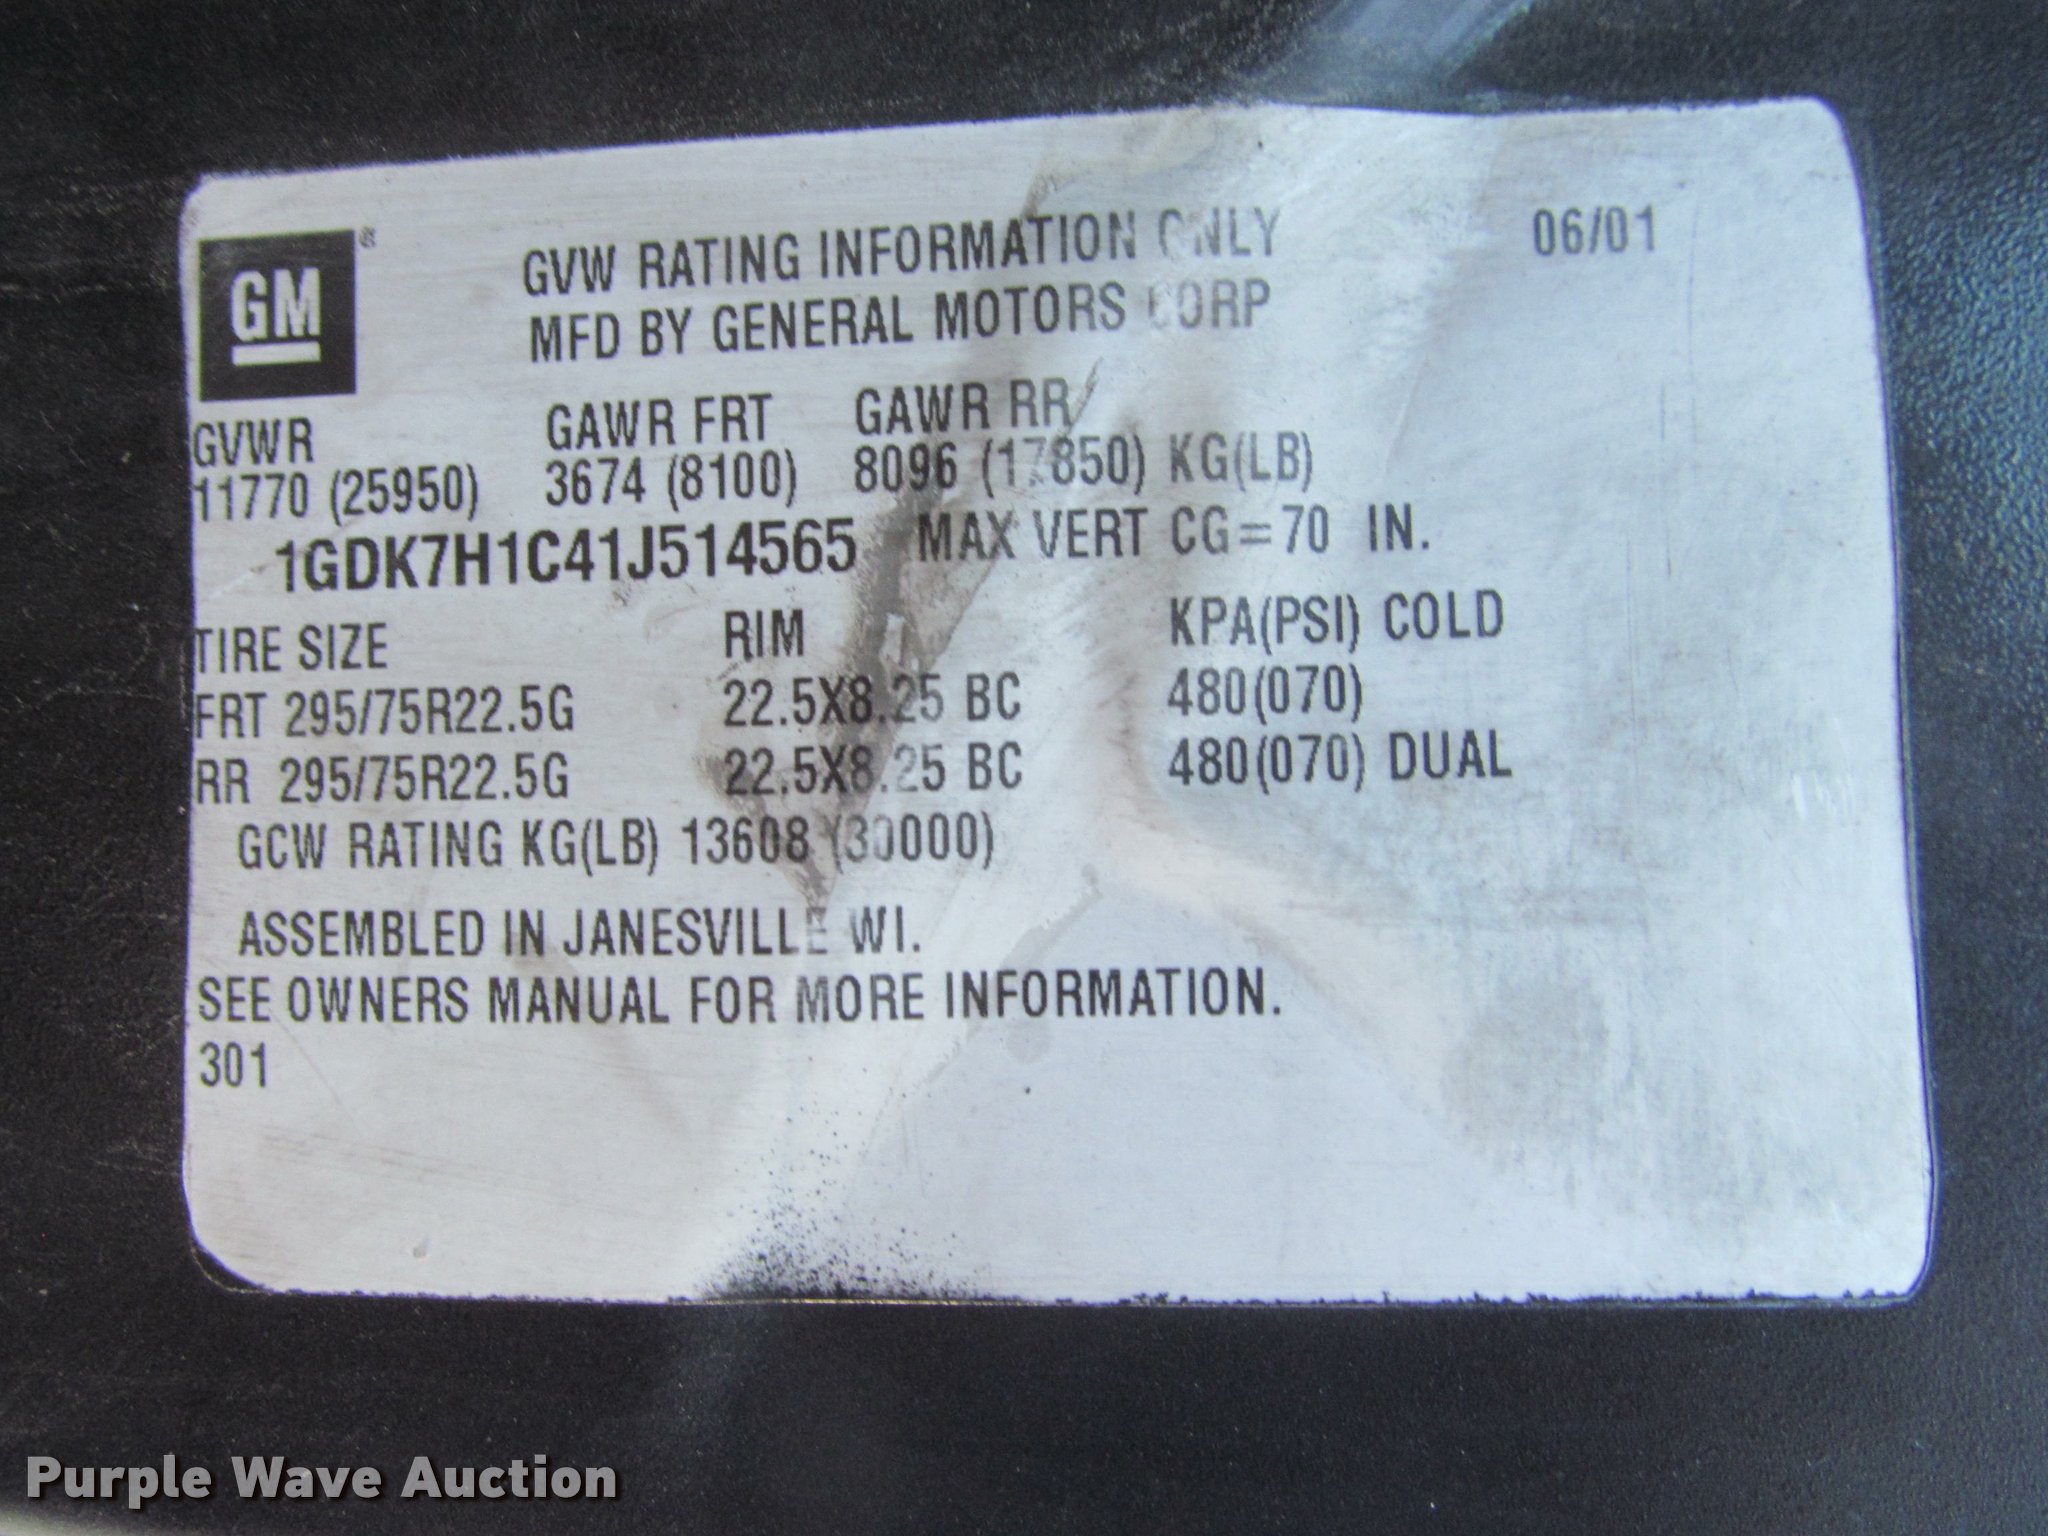 GM ®
GVW RATING INFORMATION ONLY 06/01
MFD BY GENERAL MOTORS CORP
GVWR GAWR FRT GAWR RR
11770 (25950) 3674 (8100) 8096 (17850) KG(LB)
1GDK7H1C41J514565 MAX VERT CG=70 IN.
TIRE SIZE RIM KPA(PSI) COLD
FRT 295/75R22.5G 22.5X8.25 BC 480(070)
RR 295/75R22.5G 22.5X8.25 BC 480(070) DUAL
GCW RATING KG(LB) 13608 (30000)
ASSEMBLED IN JANESVILLE WI.
SEE OWNERS MANUAL FOR MORE INFORMATION.
301
Purple Wave Auction